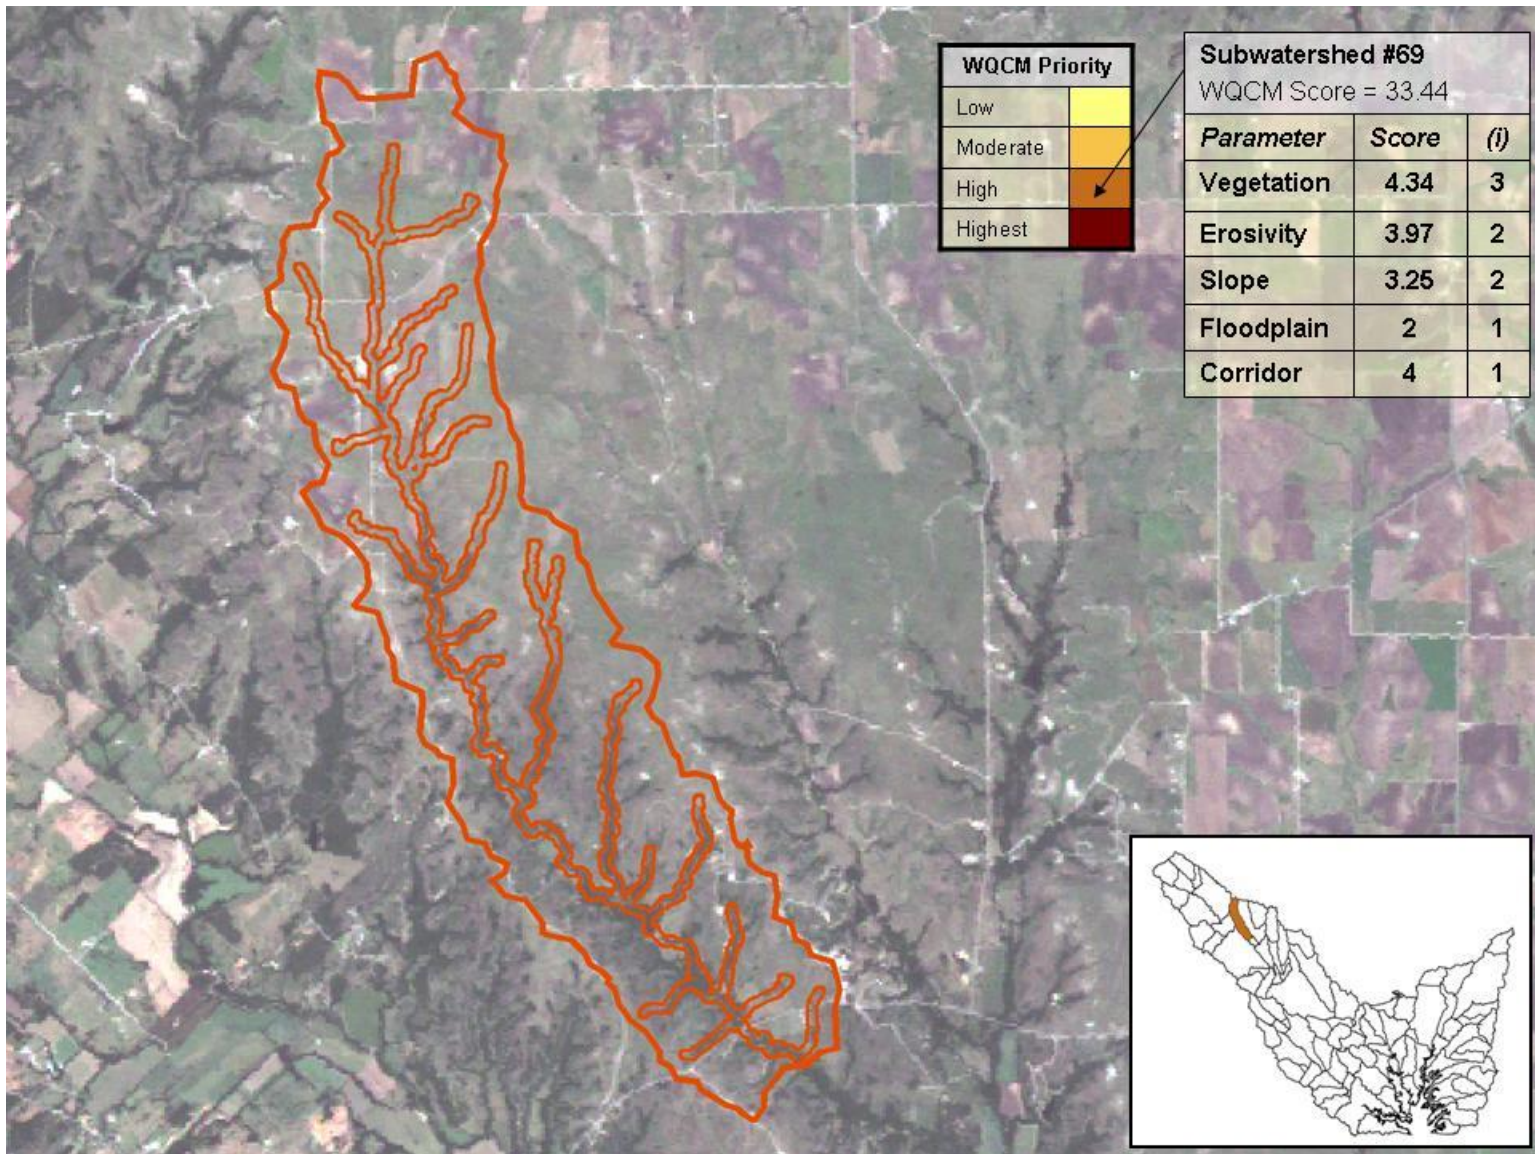 WQCM Priority
Low
Moderate
High
Highest
Subwatershed #69
WQCM Score = 33.44
Parameter Score (i)
Vegetation 4.34 3
Erosivity 3.97 2
Slope 3.25 2
Floodplain 2 1
Corridor 4 1